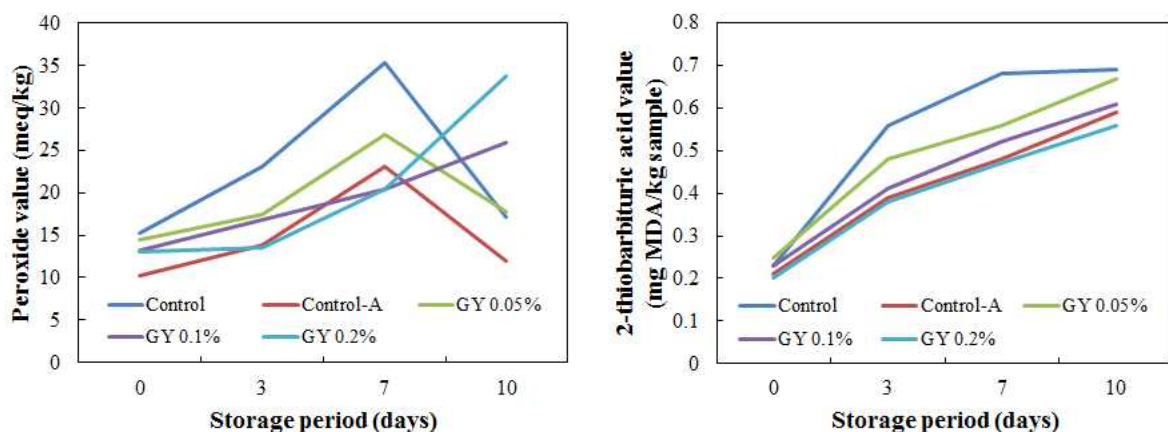 Peroxide value (meq/kg)
40
35
30
25
20
15
10
5
0
Control
Control-A
GY 0.05%
GY 0.1%
GY 0.2%
0
3
7
10
Storage period (days)
2-thiobarbituric acid value
(mg MDA/kg sample)
0.8
0.7
0.6
0.5
0.4
0.3
0.2
0.1
0
Control
Control-A
GY 0.05%
GY 0.1%
GY 0.2%
0
3
7
10
Storage period (days)